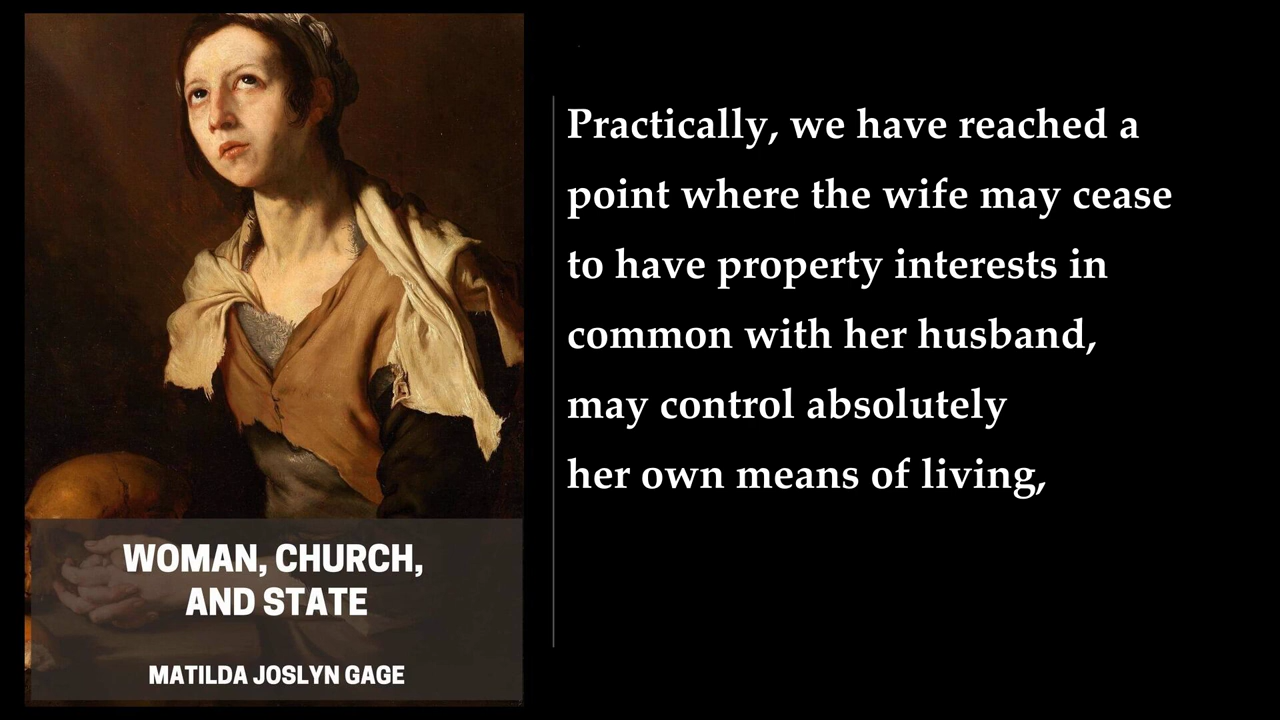 WOMAN, CHURCH,
AND STATE
MATILDA JOSLYN GAGE
Practically, we have reached a
point where the wife may cease
to have property interests in
common with her husband,
may control absolutely
her own means of living,